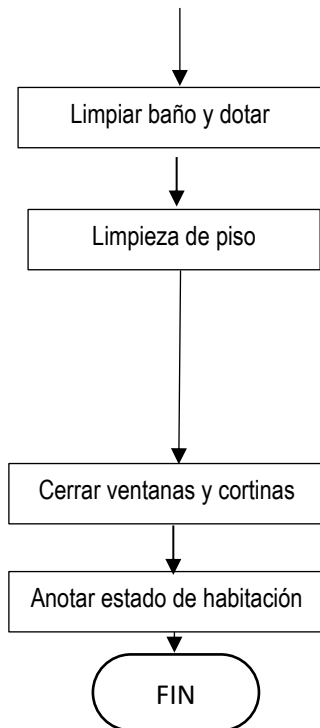 Limpiar baño y dotar
Limpieza de piso
Cerrar ventanas y cortinas
Anotar estado de habitación
FIN